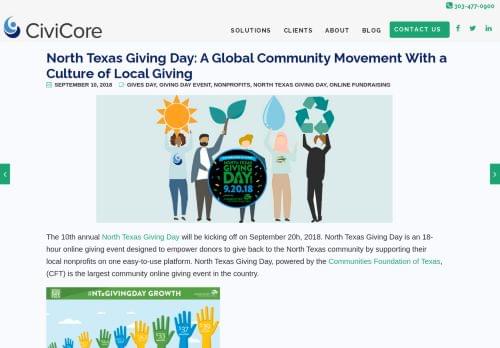 303-477-0900
CiviCore
SOLUTIONS CLIENTS ABOUT BLOG CONTACT US
North Texas Giving Day: A Global Community Movement With a
Culture of Local Giving
SEPTEMBER 10, 2018 GIVES DAY, GIVING DAY EVENT, NONPROFITS, NORTH TEXAS GIVING DAY, ONLINE FUNDRAISING
NORTH TEXAS
GIVING
DAY
9.20.18
The 10th annual North Texas Giving Day will be kicking off on September 20h, 2018. North Texas Giving Day is an 18-
hour online giving event designed to empower donors to give back to the North Texas community by supporting their
local nonprofits on one easy-to-use platform. North Texas Giving Day, powered by the Communities Foundation of Texas,
(CFT) is the largest community online giving event in the country.
#NTxGIVINGDAY GROWTH
$33
$37
$39